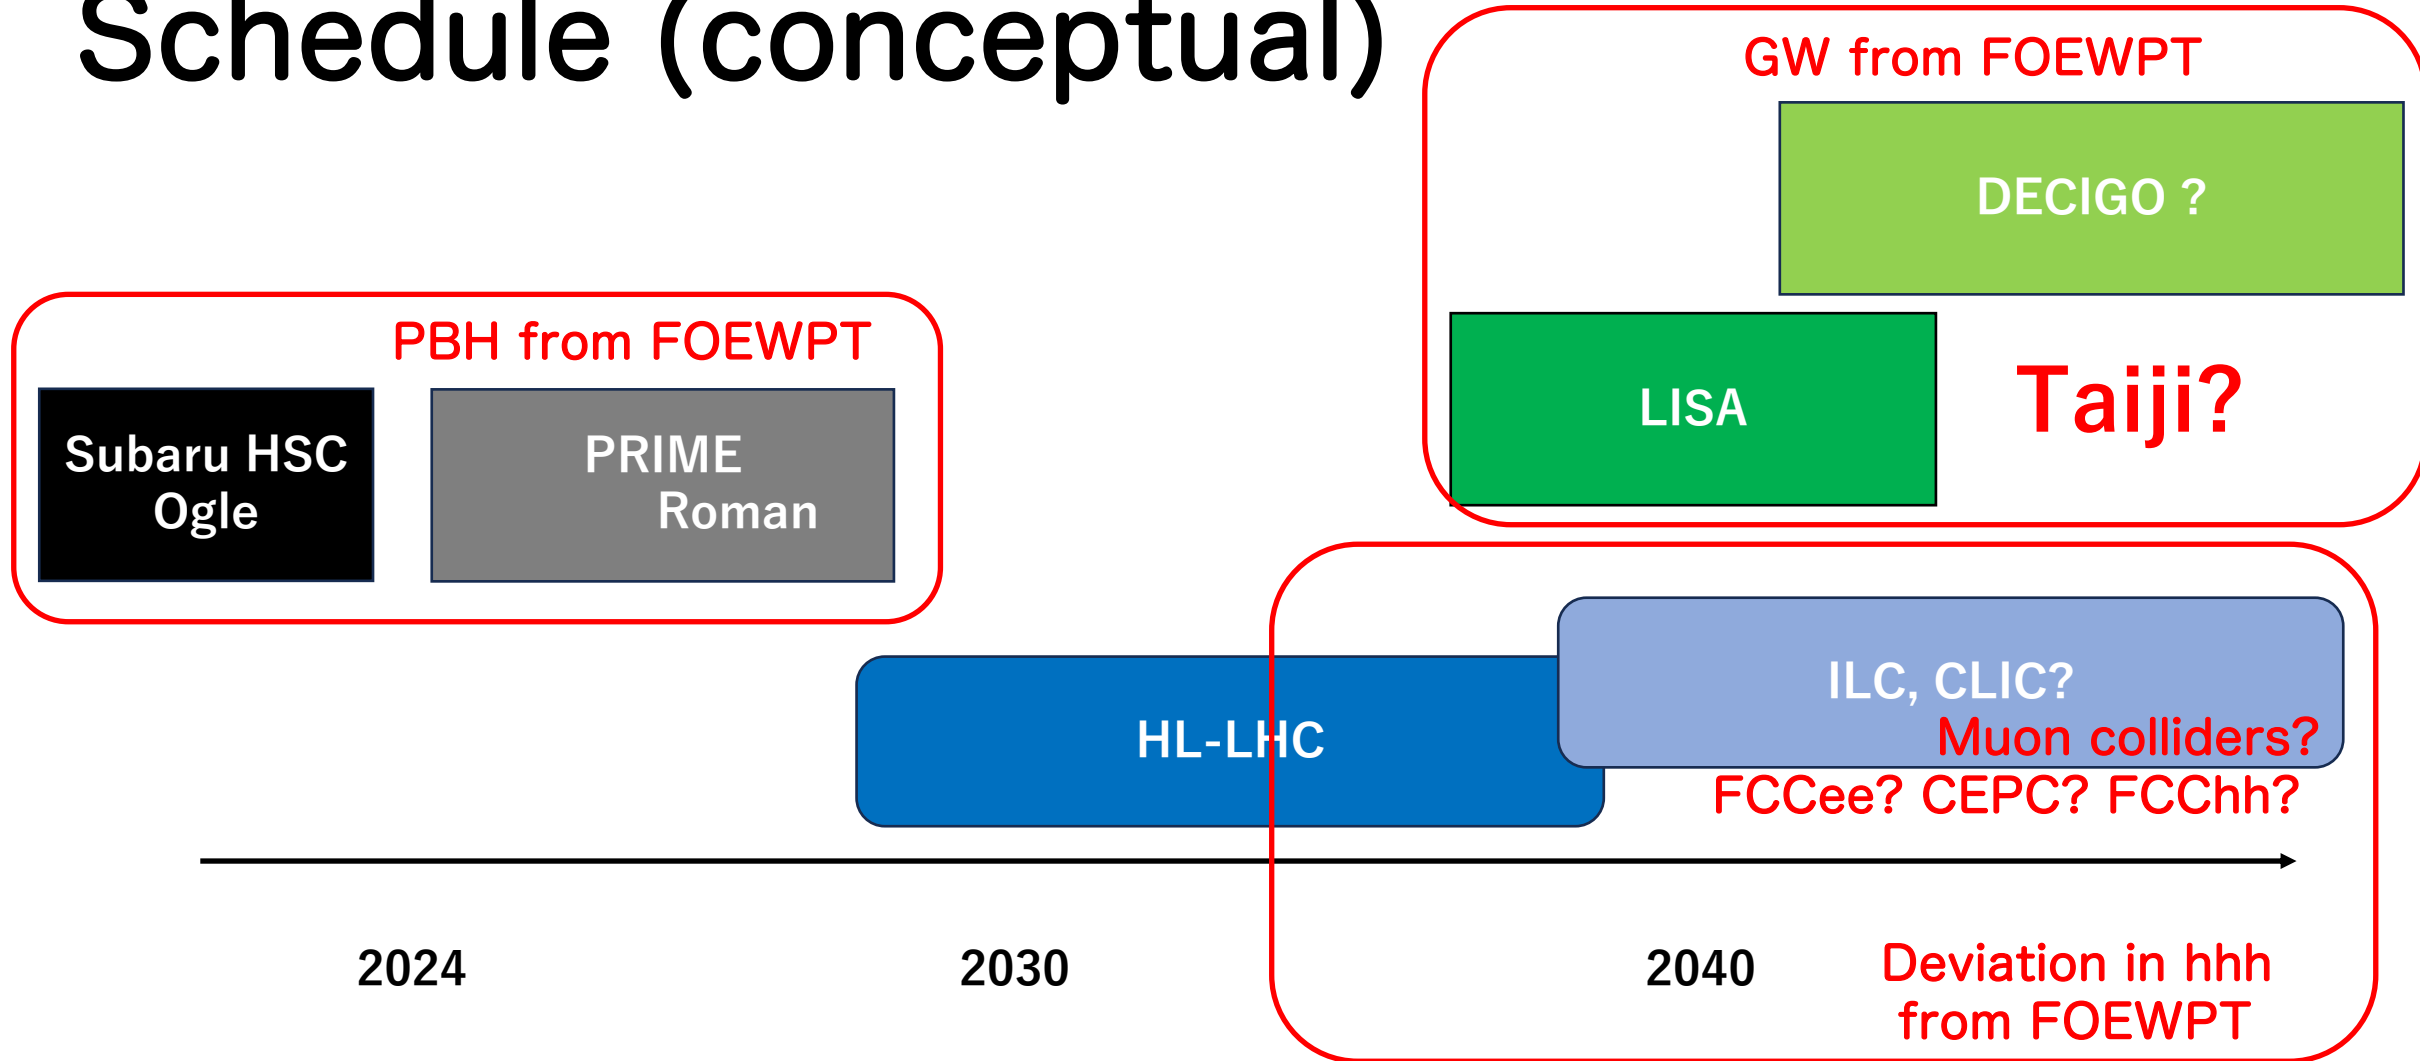 Schedule (conceptual)
GW from FOEWPT
DECIGO ?
PBH from FOEWPT
Subaru HSC
Ogle
PRIME
Roman
LISA
Taiji?
HL-LHC
ILC, CLIC?
Muon colliders?
FCCee? CEPC? FCChh?
2024
2030
2040
Deviation in hhh
from FOEWPT